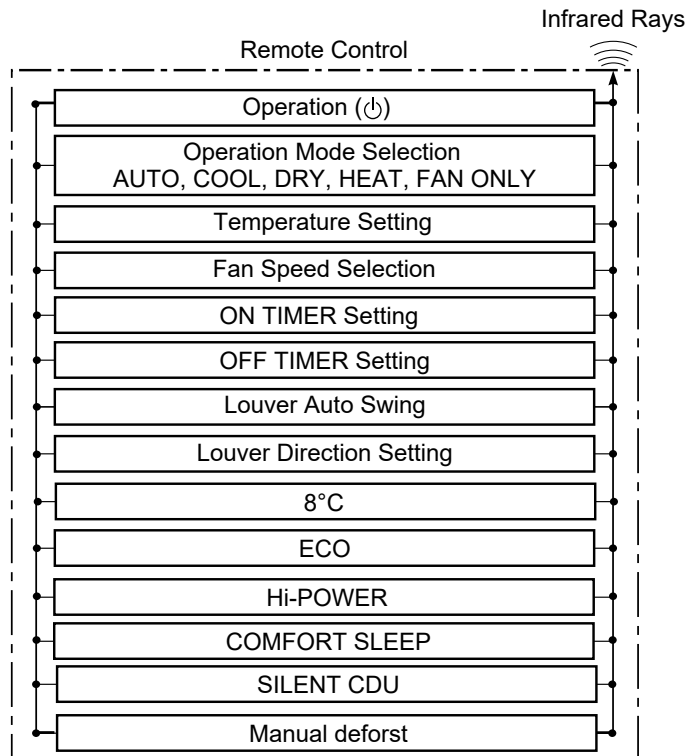 Infrared Rays
Remote Control
Operation (⏻)
Operation Mode Selection
AUTO, COOL, DRY, HEAT, FAN ONLY
Temperature Setting
Fan Speed Selection
ON TIMER Setting
OFF TIMER Setting
Louver Auto Swing
Louver Direction Setting
8°C
ECO
Hi-POWER
COMFORT SLEEP
SILENT CDU
Manual deforst